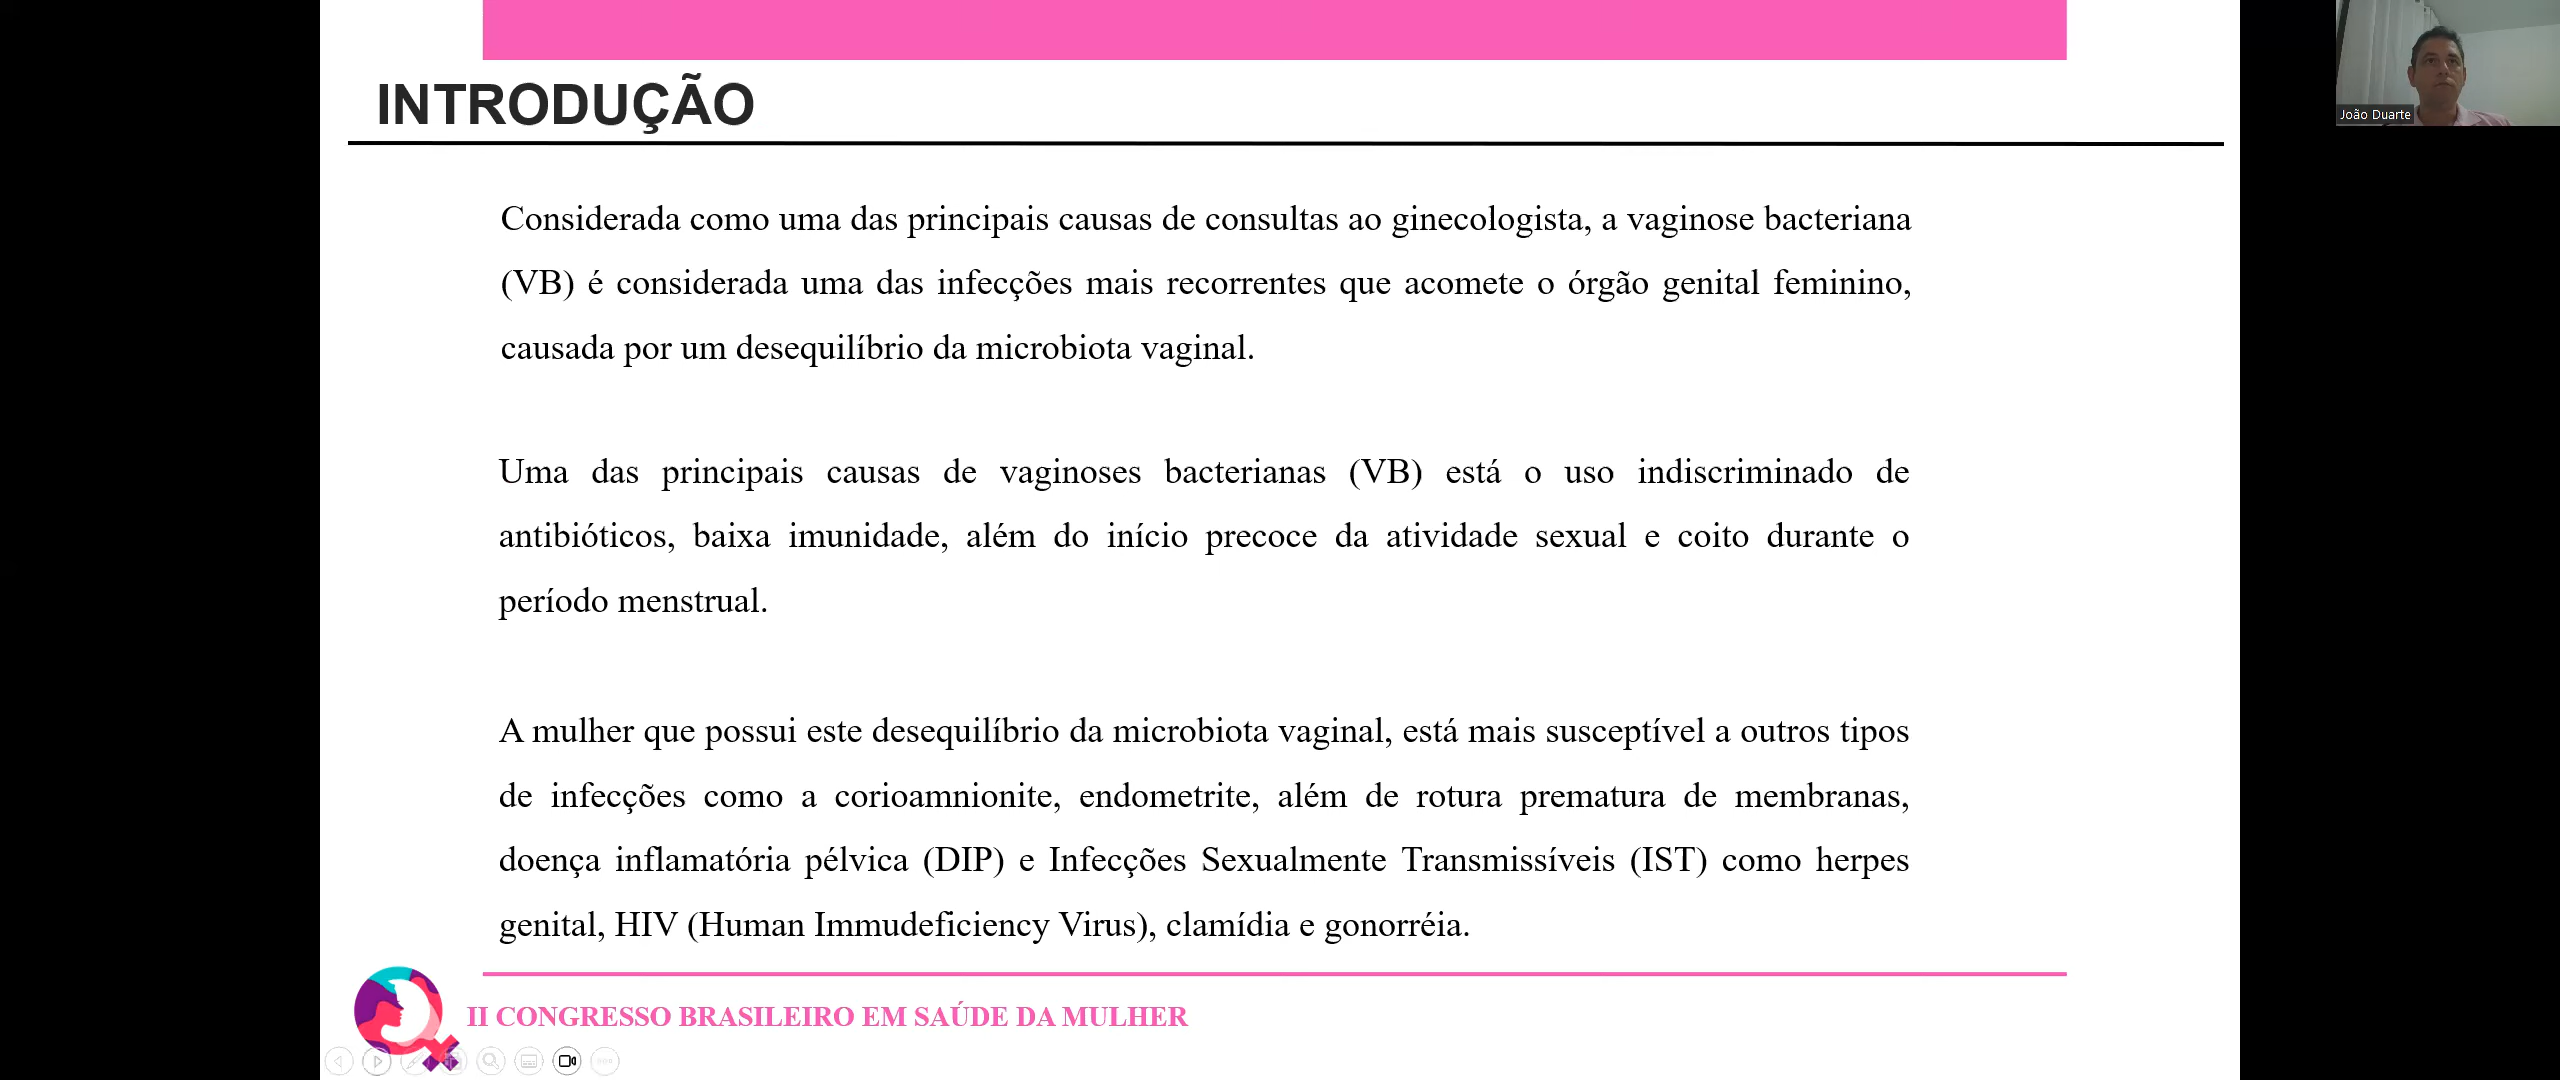 INTRODUÇÃO
João Duarte
Considerada como uma das principais causas de consultas ao ginecologista, a vaginose bacteriana
(VB) é considerada uma das infecções mais recorrentes que acomete o órgão genital feminino,
causada por um desequilíbrio da microbiota vaginal.
Uma das principais causas de vaginoses bacterianas (VB) está o uso indiscriminado de
antibióticos, baixa imunidade, além do início precoce da atividade sexual e coito durante o
período menstrual.
A mulher que possui este desequilíbrio da microbiota vaginal, está mais susceptível a outros tipos
de infecções como a corioamnionite, endometrite, além de rotura prematura de membranas,
doença inflamatória pélvica (DIP) e Infecções Sexualmente Transmissíveis (IST) como herpes
genital, HIV (Human Immudeficiency Virus), clamídia e gonorréia.
II CONGRESSO BRASILEIRO EM SAÚDE DA MULHER